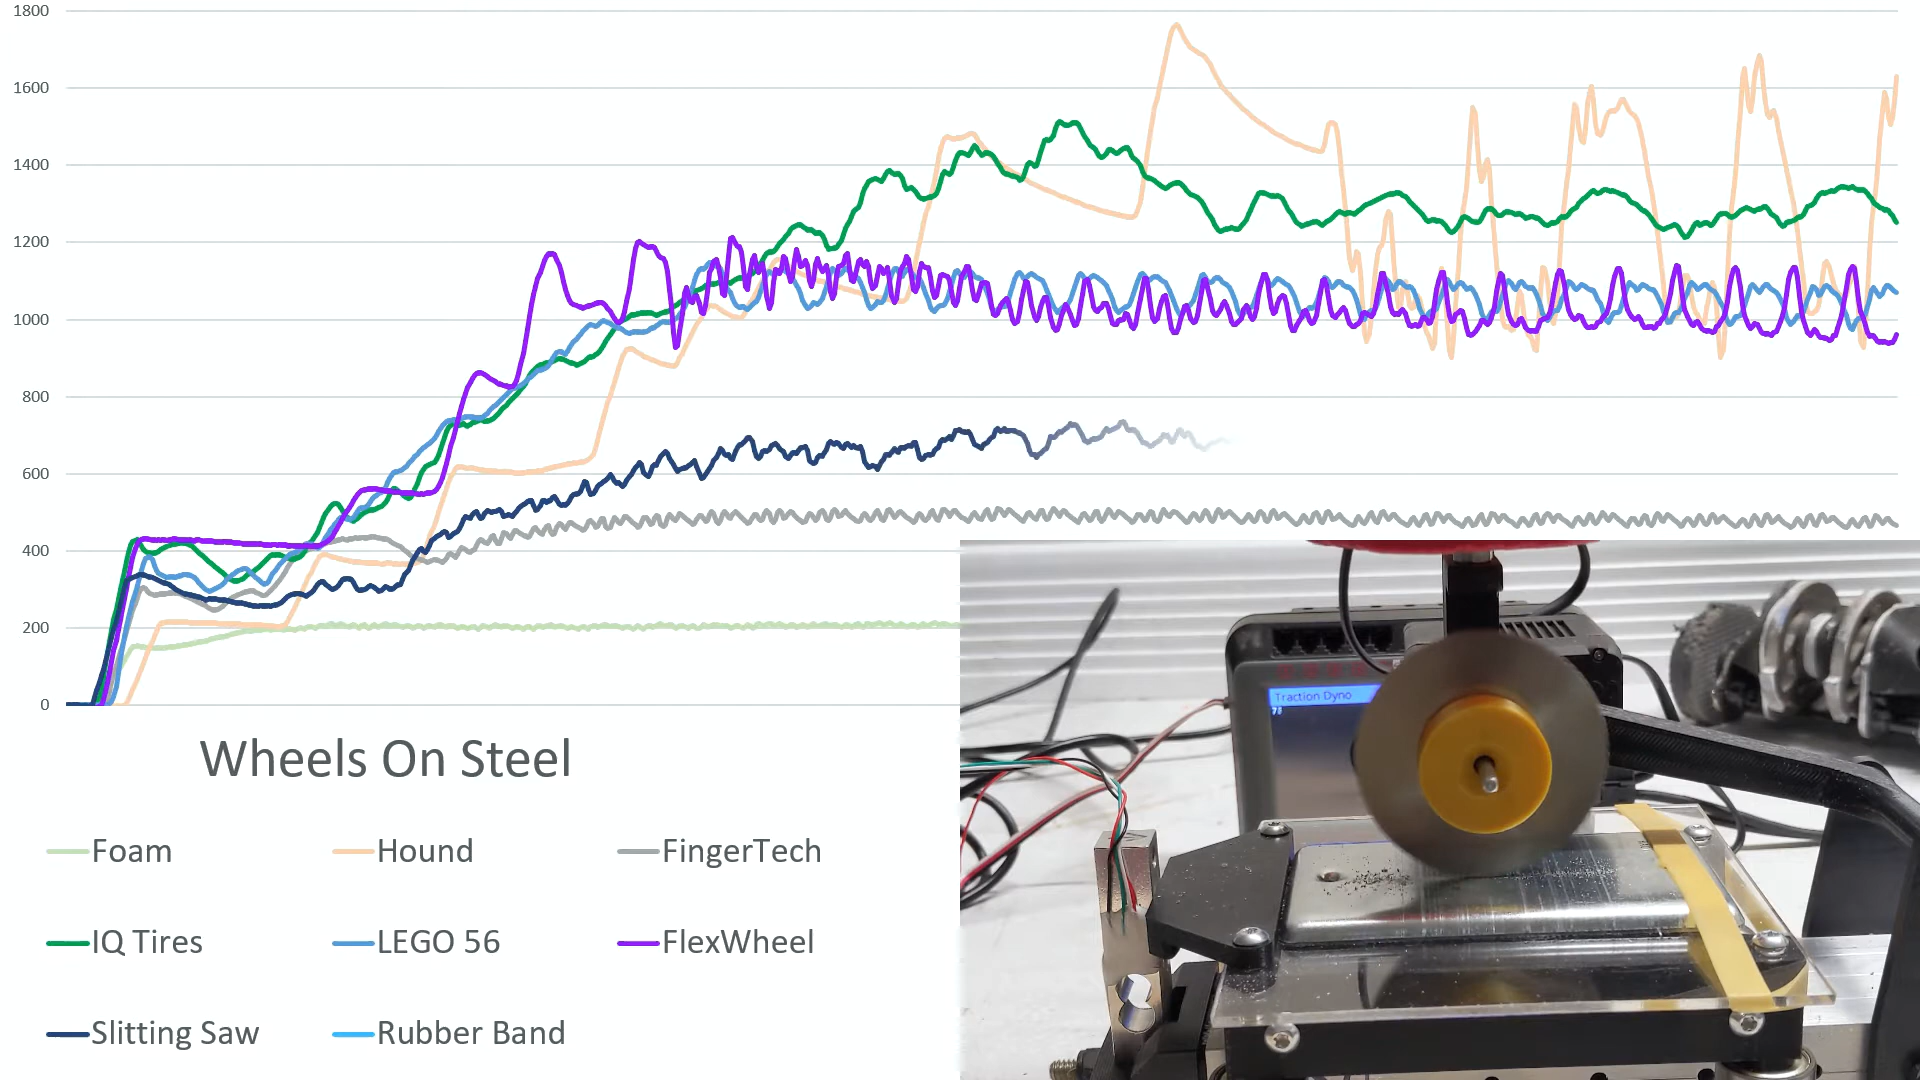 1800
1600
1400
1200
1000
800
600
400
200
0
Wheels On Steel
Foam
Hound
FingerTech
IQ Tires
LEGO 56
FlexWheel
Slitting Saw
Rubber Band
Traction Dyno